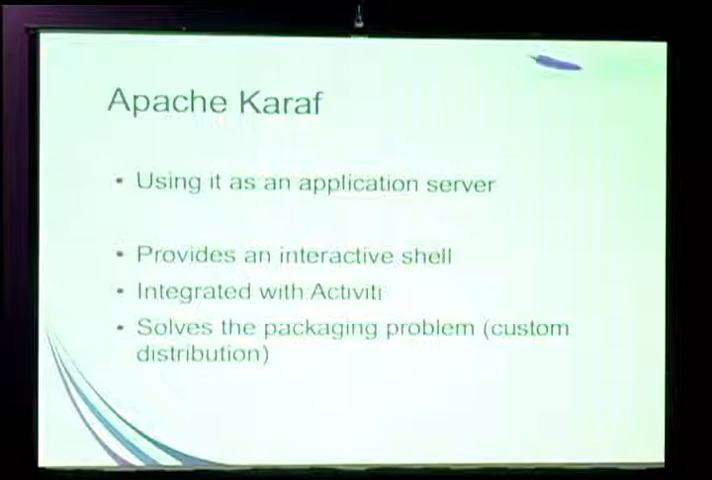 Apache Karaf
• Using it as an application server
• Provides an interactive shell
• Integrated with Activiti
• Solves the packaging problem (custom
distribution)